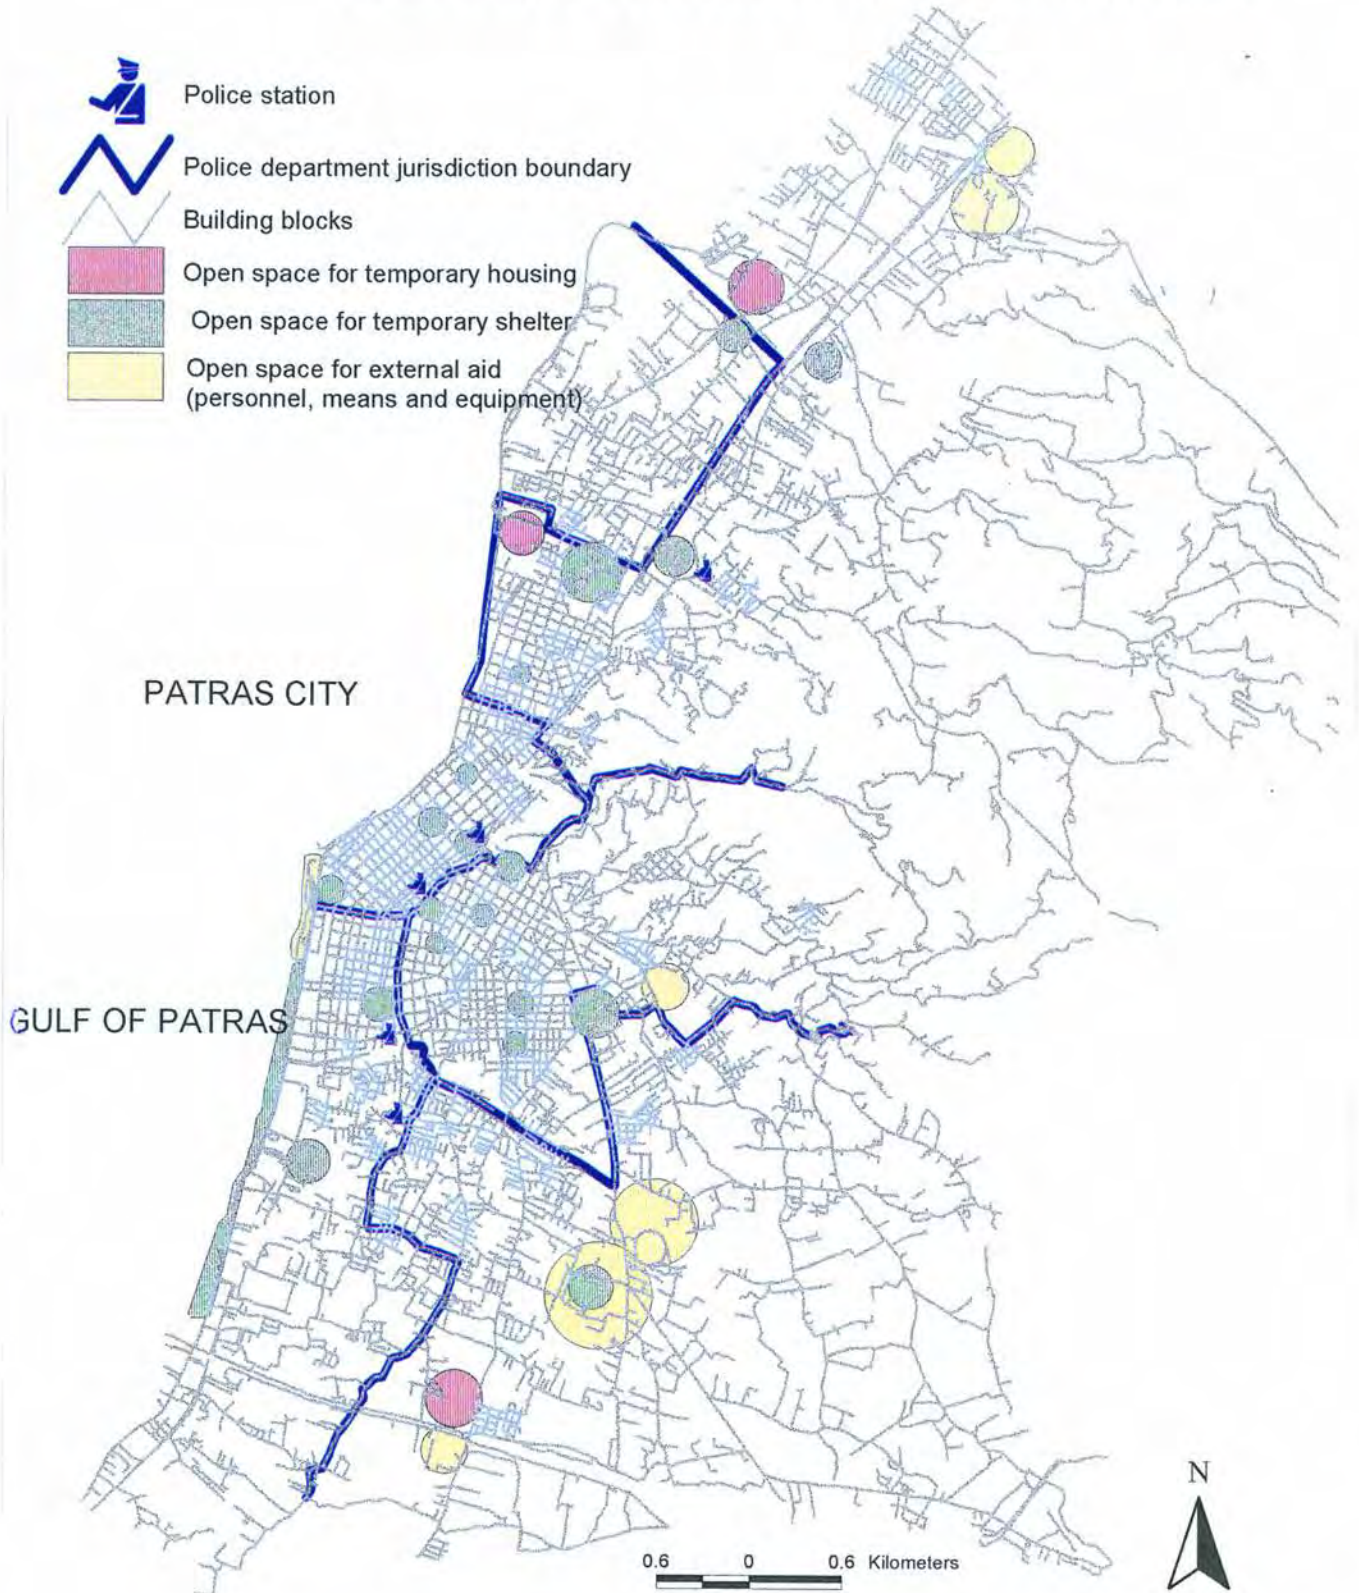 Police station
Police department jurisdiction boundary
Building blocks
Open space for temporary housing
Open space for temporary shelter
Open space for external aid
(personnel, means and equipment)
PATRAS CITY
GULF OF PATRAS
N
0.6 0 0.6 Kilometers